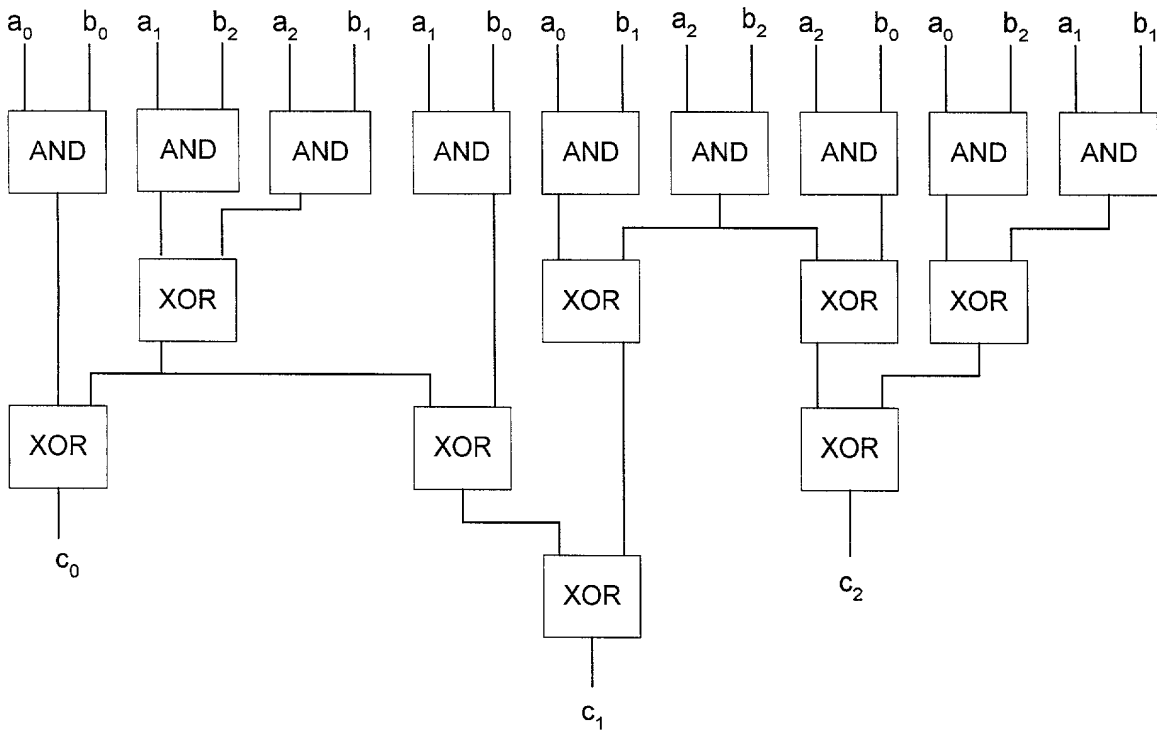 a₀ b₀ a₁ b₂ a₂ b₁ a₁ b₀ a₀ b₁ a₂ b₂ a₂ b₀ a₀ b₂ a₁ b₁
AND AND AND AND AND AND AND AND AND
XOR XOR XOR XOR
XOR XOR XOR
c₀
c₂
XOR
c₁